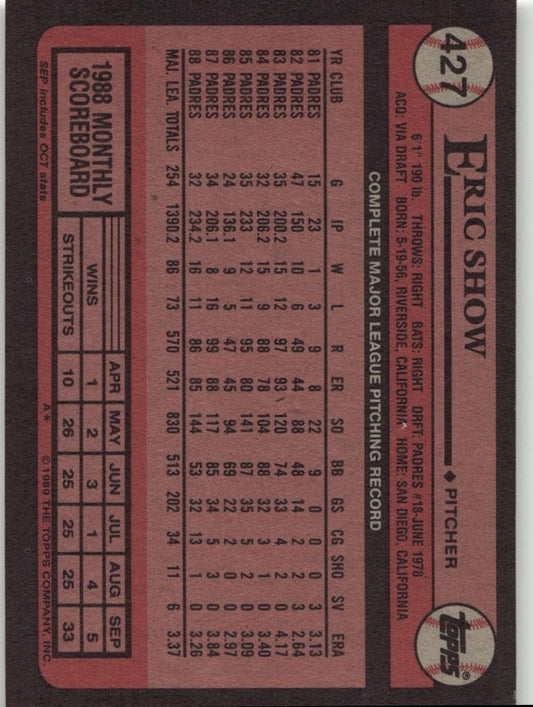 427
ERIC SHOW ◆ PITCHER
TOPPS®
6'1" 190 lb. THROWS: RIGHT BATS: RIGHT DRFT: PADRES #18-JUNE 1978
ACQ: VIA DRAFT BORN: 5-19-56, RIVERSIDE, CALIFORNIA HOME: SAN DIEGO, CALIFORNIA
COMPLETE MAJOR LEAGUE PITCHING RECORD
YR CLUB G IP W L R ER SO BB GS CG SHO SV ERA
81 PADRES 15 23 1 3 9 8 22 9 0 0 0 3 3.13
82 PADRES 47 150 10 6 49 44 88 48 14 2 2 3 2.64
83 PADRES 35 200.2 15 12 97 93 120 74 33 4 2 0 4.17
84 PADRES 32 206.2 15 9 88 78 104 88 32 3 1 0 3.40
85 PADRES 35 233 12 11 95 80 141 87 35 5 2 0 3.09
86 PADRES 24 136.1 9 5 47 45 94 69 22 2 0 0 2.97
87 PADRES 34 206.1 8 16 99 88 117 85 34 5 3 0 3.84
88 PADRES 32 234.2 16 11 86 85 144 53 32 13 1 0 3.26
MAJ. LEA. TOTALS 254 1390.2 86 73 570 521 830 513 202 34 11 6 3.37
1988 MONTHLY
SCOREBOARD
APR MAY JUN JUL AUG SEP
WINS 1 2 3 1 4 5
STRIKEOUTS 10 26 25 25 25 33
SEP includes OCT stats
A* © 1989 THE TOPPS COMPANY, INC.